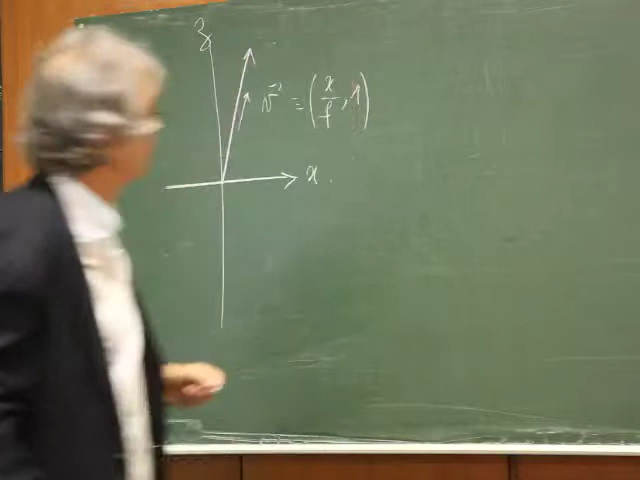 z
v⃗ = (x/f, 1)
x